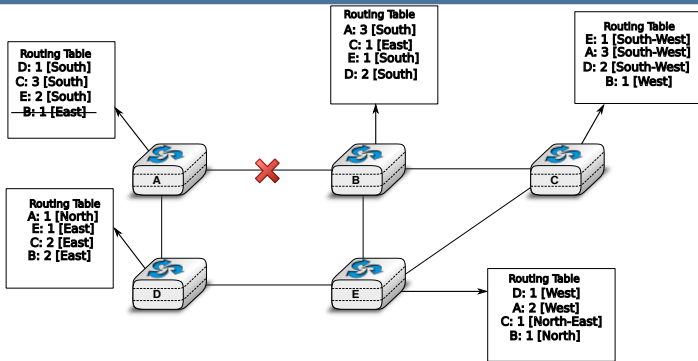 Routing Table
A: 3 [South]
C: 1 [East]
E: 1 [South]
D: 2 [South]
Routing Table
E: 1 [South-West]
A: 3 [South-West]
D: 2 [South-West]
B: 1 [West]
Routing Table
D: 1 [South]
C: 3 [South]
E: 2 [South]
B: 1 [East]
A
B
C
Routing Table
A: 1 [North]
E: 1 [East]
C: 2 [East]
B: 2 [East]
D
E
Routing Table
D: 1 [West]
A: 2 [West]
C: 1 [North-East]
B: 1 [North]